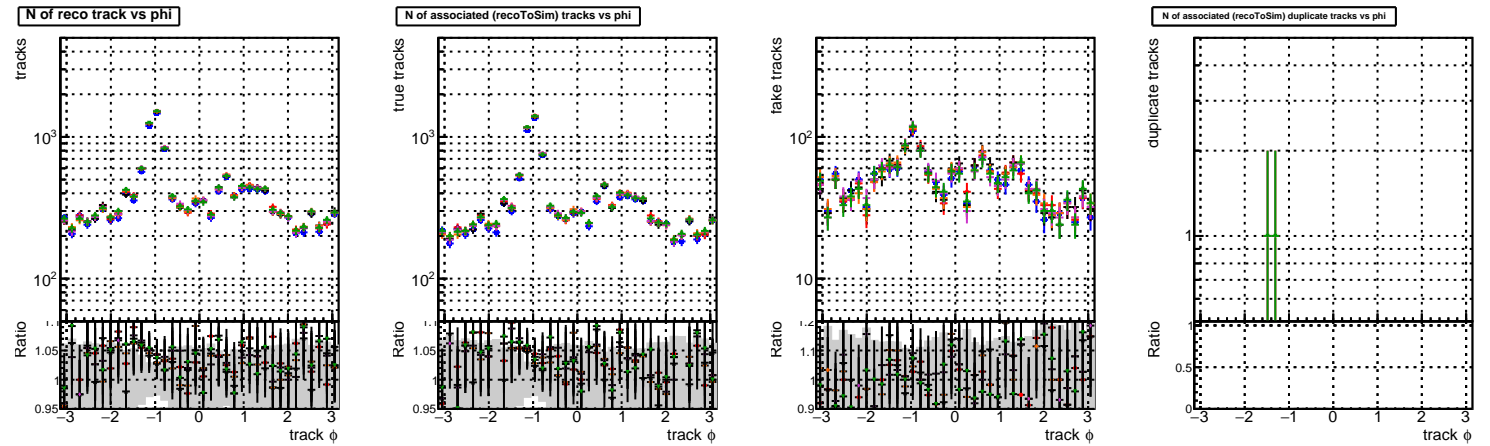 N of reco track vs phi
tracks
10³
10²
Ratio
1.1
1.05
1
0.95
−3 −2 −1 0 1 2 3
track ϕ
N of associated (recoToSim) tracks vs phi
true tracks
10³
10²
Ratio
1.1
1.05
1
0.95
−3 −2 −1 0 1 2 3
track ϕ
fake tracks
10²
10
Ratio
1.2
1.1
1
0.9
−3 −2 −1 0 1 2 3
track ϕ
N of associated (recoToSim) duplicate tracks vs phi
duplicate tracks
1
Ratio
1
0.5
0
−3 −2 −1 0 1 2 3
track ϕ